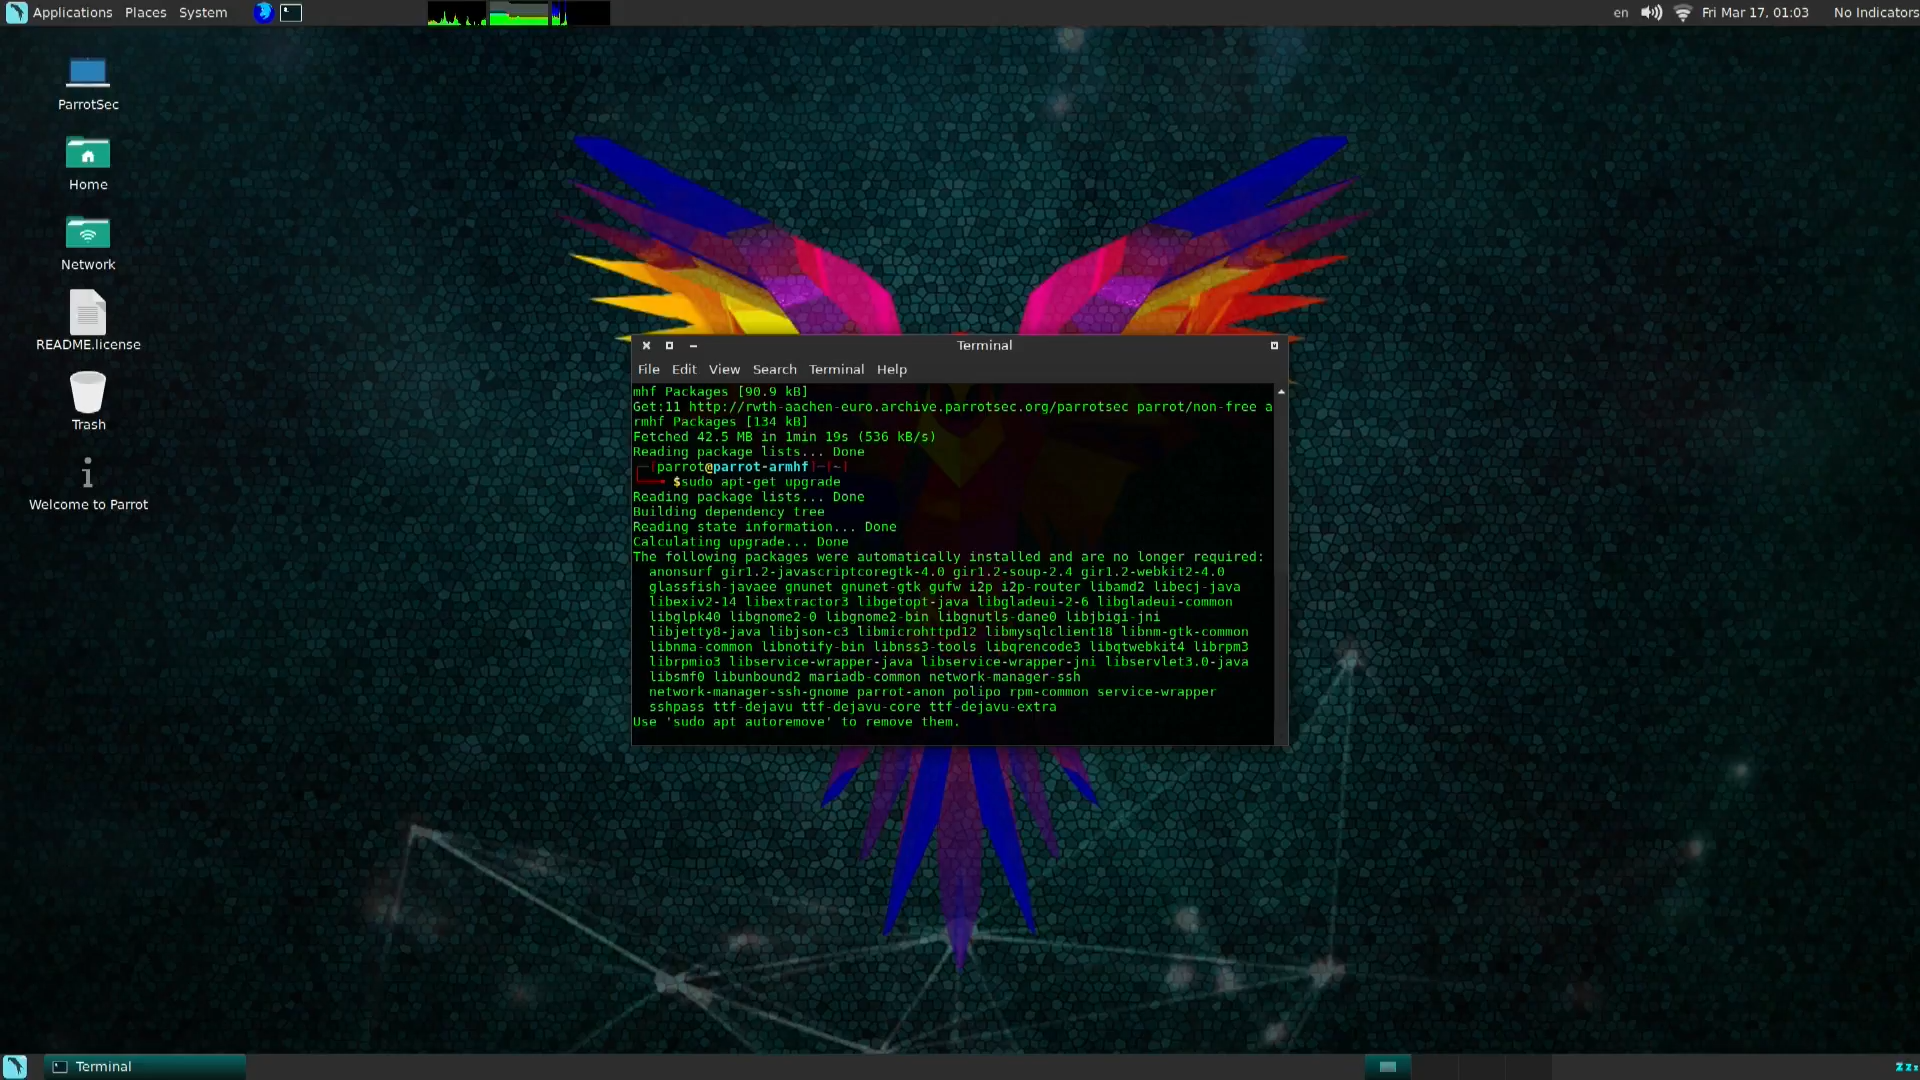 Applications Places System
en Fri Mar 17, 01:03 No Indicators
ParrotSec
Home
Network
README.license
Trash
Welcome to Parrot
Terminal
File Edit View Search Terminal Help
mhf Packages [90.9 kB]
Get:11 http://rwth-aachen-euro.archive.parrotsec.org/parrotsec parrot/non-free a
rmhf Packages [134 kB]
Fetched 42.5 MB in 1min 19s (536 kB/s)
Reading package lists... Done
┌─[parrot@parrot-armhf]─[~]
└──╼ $sudo apt-get upgrade
Reading package lists... Done
Building dependency tree
Reading state information... Done
Calculating upgrade... Done
The following packages were automatically installed and are no longer required:
anonsurf gir1.2-javascriptcoregtk-4.0 gir1.2-soup-2.4 gir1.2-webkit2-4.0
glassfish-javaee gnunet gnunet-gtk gufw i2p i2p-router libamd2 libecj-java
libexiv2-14 libextractor3 libgetopt-java libgladeui-2-6 libgladeui-common
libglpk40 libgnome2-0 libgnome2-bin libgnutls-dane0 libjbigi-jni
libjetty8-java libjson-c3 libmicrohttpd12 libmysqlclient18 libnm-gtk-common
libnma-common libnotify-bin libnss3-tools libqrencode3 libqtwebkit4 librpm3
librpmio3 libservice-wrapper-java libservice-wrapper-jni libservlet3.0-java
libsmf0 libunbound2 mariadb-common network-manager-ssh
network-manager-ssh-gnome parrot-anon polipo rpm-common service-wrapper
sshpass ttf-dejavu ttf-dejavu-core ttf-dejavu-extra
Use 'sudo apt autoremove' to remove them.
Terminal
zzz